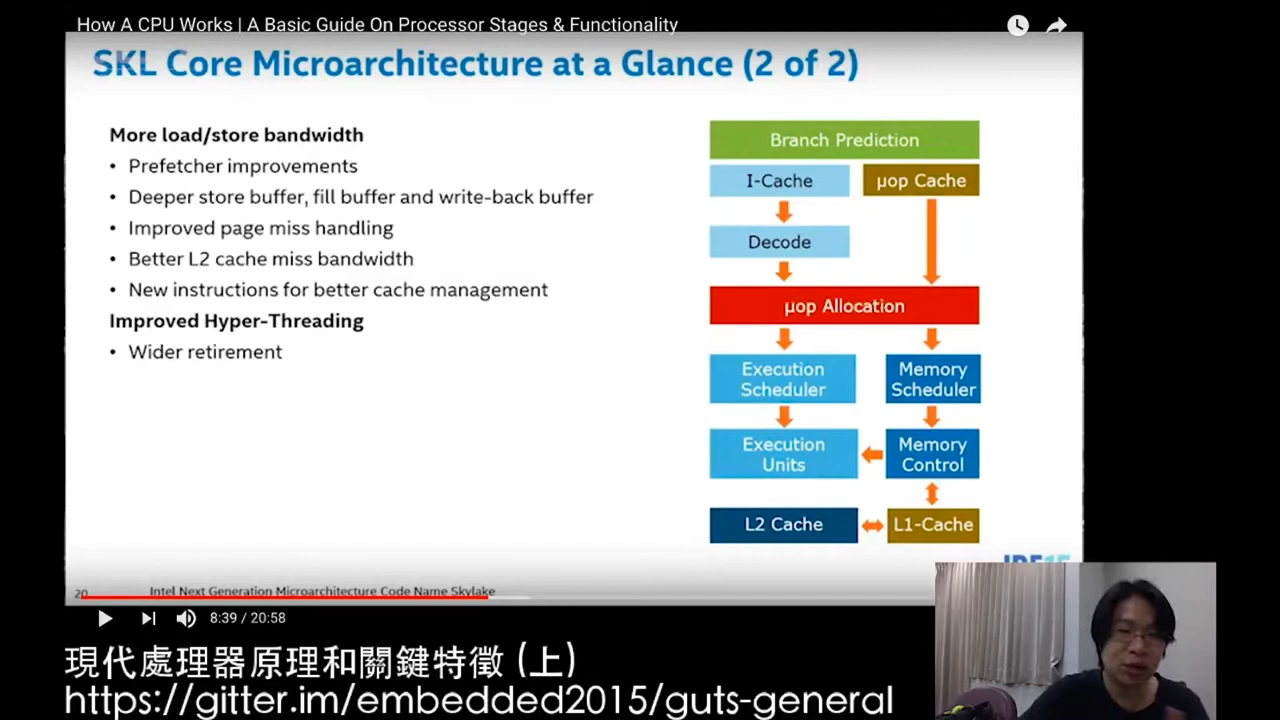 How A CPU Works | A Basic Guide On Processor Stages & Functionality
SKL Core Microarchitecture at a Glance (2 of 2)
More load/store bandwidth
• Prefetcher improvements
• Deeper store buffer, fill buffer and write-back buffer
• Improved page miss handling
• Better L2 cache miss bandwidth
• New instructions for better cache management
Improved Hyper-Threading
• Wider retirement
Branch Prediction
I-Cache
μop Cache
Decode
μop Allocation
Execution
Scheduler
Memory
Scheduler
Execution
Units
Memory
Control
L2 Cache
L1-Cache
20
Intel Next Generation Microarchitecture Code Name Skylake
8:39 / 20:58
現代處理器原理和關鍵特徵 (上)
https://gitter.im/embedded2015/guts-general